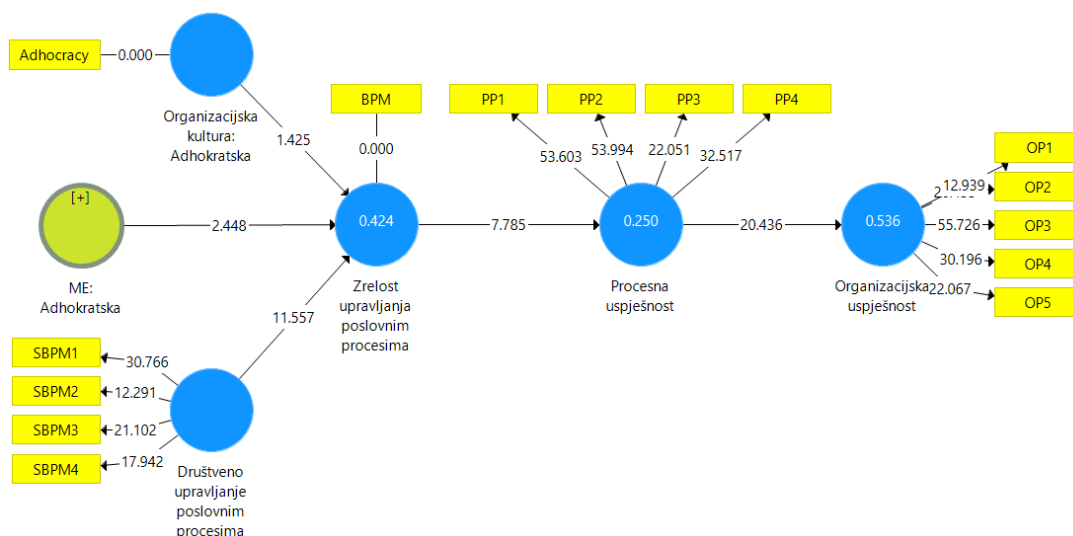 Adhocracy
0.000
Organizacijska
kultura:
Adhokratska
1.425
BPM
0.000
PP1
PP2
PP3
PP4
53.603
53.994
22.051
32.517
[+]
ME:
Adhokratska
2.448
0.424
Zrelost
upravljanja
poslovnim
procesima
7.785
0.250
Procesna
uspješnost
20.436
0.536
Organizacijska
uspješnost
12.939
55.726
30.196
22.067
OP1
OP2
OP3
OP4
OP5
11.557
SBPM1
SBPM2
SBPM3
SBPM4
30.766
12.291
21.102
17.942
Društveno
upravljanje
poslovnim
procesima